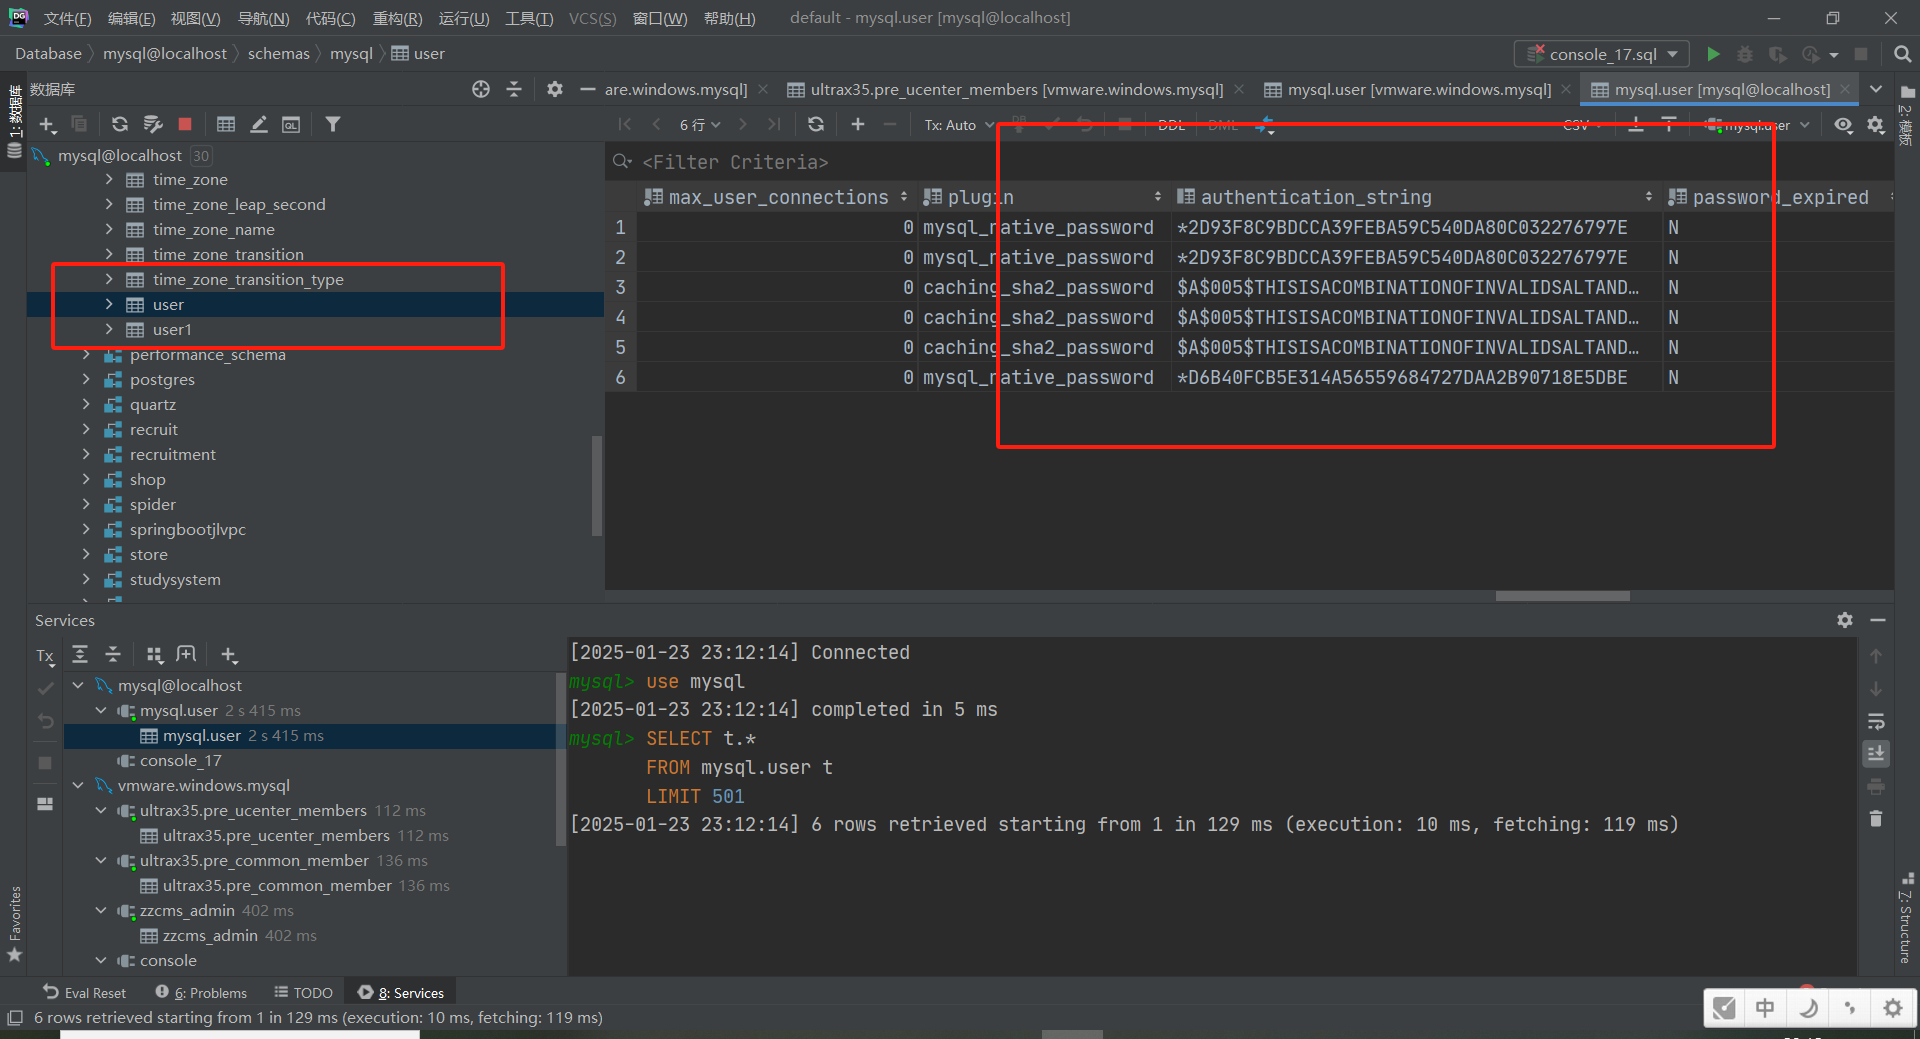 文件(F) 编辑(E) 视图(V) 导航(N) 代码(C) 重构(R) 运行(U) 工具(T) VCS(S) 窗口(W) 帮助(H) default - mysql.user [mysql@localhost]
Database mysql@localhost schemas mysql user console_17.sql
数据库 are.windows.mysql] ultrax35.pre_ucenter_members [vmware.windows.mysql] mysql.user [vmware.windows.mysql] mysql.user [mysql@localhost]
1: 数据库
2: 模板
6 行 Tx: Auto DB DDL DML CSV mysql.user
mysql@localhost 30
<Filter Criteria>
time_zone
time_zone_leap_second
time_zone_name
time_zone_transition
time_zone_transition_type
user
user1
performance_schema
postgres
quartz
recruit
recruitment
shop
spider
springbootjlvpc
store
studysystem
max_user_connections plugin authentication_string password_expired
1 0 mysql_native_password *2D93F8C9BDCCA39FEBA59C540DA80C032276797E N
2 0 mysql_native_password *2D93F8C9BDCCA39FEBA59C540DA80C032276797E N
3 0 caching_sha2_password $A$005$THISISACOMBINATIONOFINVALIDSALTAND… N
4 0 caching_sha2_password $A$005$THISISACOMBINATIONOFINVALIDSALTAND… N
5 0 caching_sha2_password $A$005$THISISACOMBINATIONOFINVALIDSALTAND… N
6 0 mysql_native_password *D6B40FCB5E314A56559684727DAA2B90718E5DBE N
Services
Tx
mysql@localhost
mysql.user 2 s 415 ms
mysql.user 2 s 415 ms
console_17
vmware.windows.mysql
ultrax35.pre_ucenter_members 112 ms
ultrax35.pre_ucenter_members 112 ms
ultrax35.pre_common_member 136 ms
ultrax35.pre_common_member 136 ms
zzcms_admin 402 ms
zzcms_admin 402 ms
console
[2025-01-23 23:12:14] Connected
mysql> use mysql
[2025-01-23 23:12:14] completed in 5 ms
mysql> SELECT t.*
FROM mysql.user t
LIMIT 501
[2025-01-23 23:12:14] 6 rows retrieved starting from 1 in 129 ms (execution: 10 ms, fetching: 119 ms)
Favorites
Z: Structure
Eval Reset 6: Problems TODO 8: Services
6 rows retrieved starting from 1 in 129 ms (execution: 10 ms, fetching: 119 ms)
中